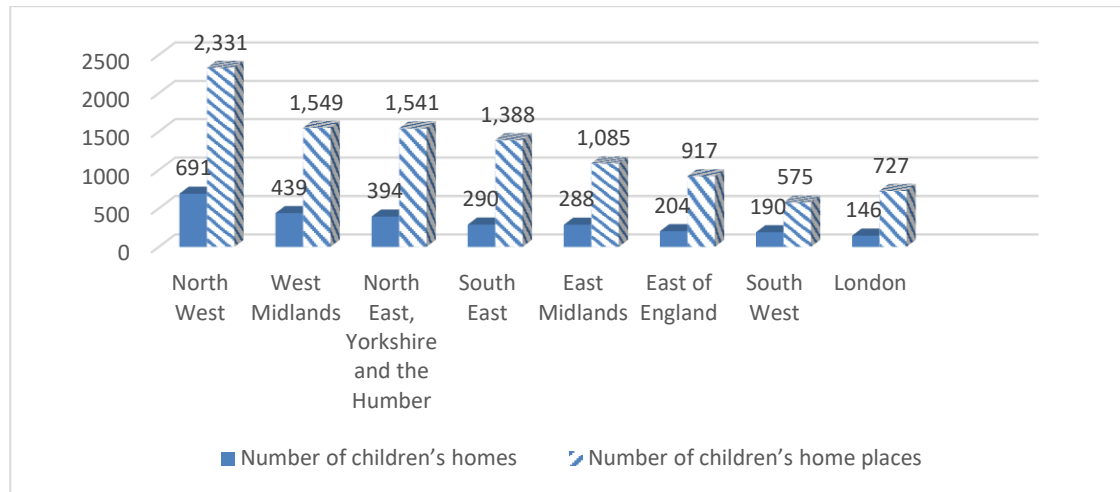 2,331
2500
1,549
1,541
1,388
2000
1,085
1500
917
727
691
575
1000
439
394
290
288
204
190
146
500
0
North
West
West
Midlands
North
East,
Yorkshire
and the
Humber
South
East
East
Midlands
East of
England
South
West
London
Number of children’s homes
Number of children’s home places